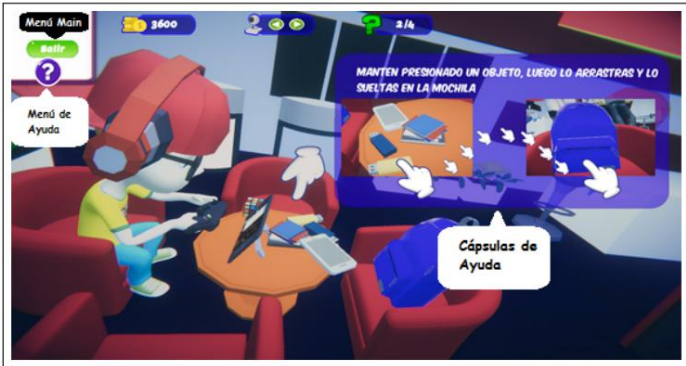 Menú Main
Salir
?
Menú de
Ayuda
3600
2/4
MANTEN PRESIONADO UN OBJETO, LUEGO LO ARRASTRAS Y LO
SUELTAS EN LA MOCHILA
Cápsulas de
Ayuda